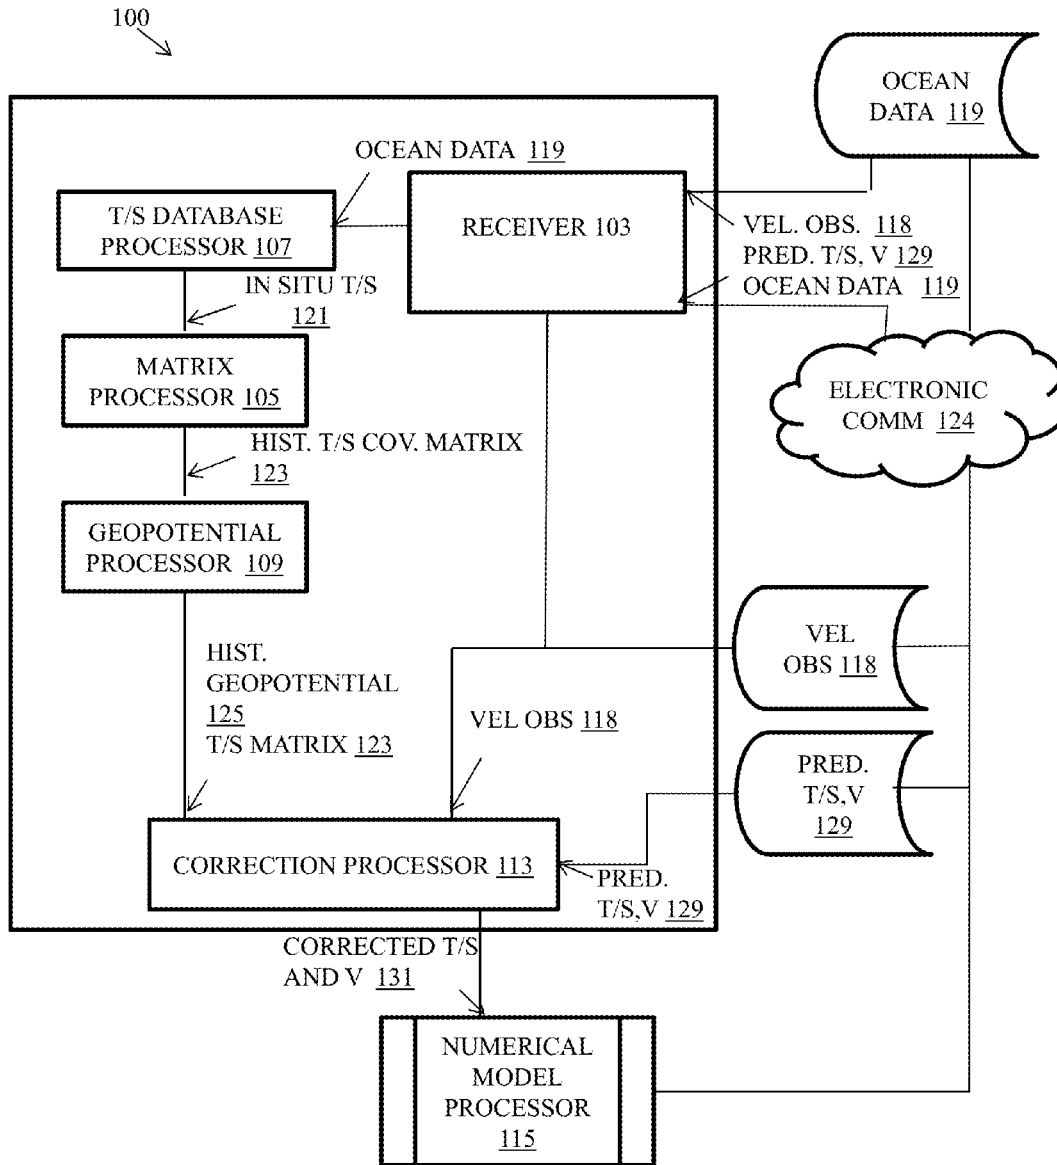 100
OCEAN
DATA 119
OCEAN DATA 119
T/S DATABASE
PROCESSOR 107
RECEIVER 103
VEL. OBS. 118
PRED. T/S, V 129
OCEAN DATA 119
IN SITU T/S
121
MATRIX
PROCESSOR 105
ELECTRONIC
COMM 124
HIST. T/S COV. MATRIX
123
GEOPOTENTIAL
PROCESSOR 109
VEL
OBS 118
HIST.
GEOPOTENTIAL
125
T/S MATRIX 123
VEL OBS 118
PRED.
T/S,V
129
CORRECTION PROCESSOR 113
PRED.
T/S,V 129
CORRECTED T/S
AND V 131
NUMERICAL
MODEL
PROCESSOR
115